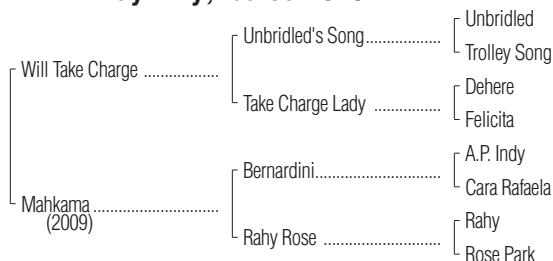 Unbridled
Unbridled's Song
Trolley Song
Will Take Charge
Dehere
Take Charge Lady
Felicita
A.P. Indy
Bernardini
Cara Rafaela
Mahkama
(2009)
Rahy
Rahy Rose
Rose Park